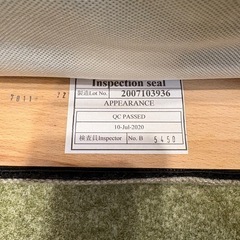 Inspection seal
製造Lot No. 2007103936
APPEARANCE
QC PASSED
10-Jul-2020
検査員Inspector No. B 5450